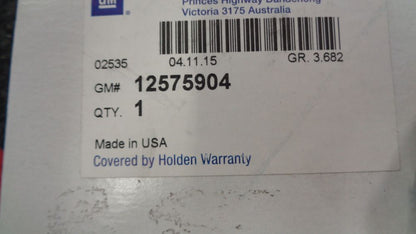 GM
Princes Highway Dandenong
Victoria 3175 Australia
02535 04.11.15 GR. 3.682
GM# 12575904
QTY. 1
Made in USA
Covered by Holden Warranty